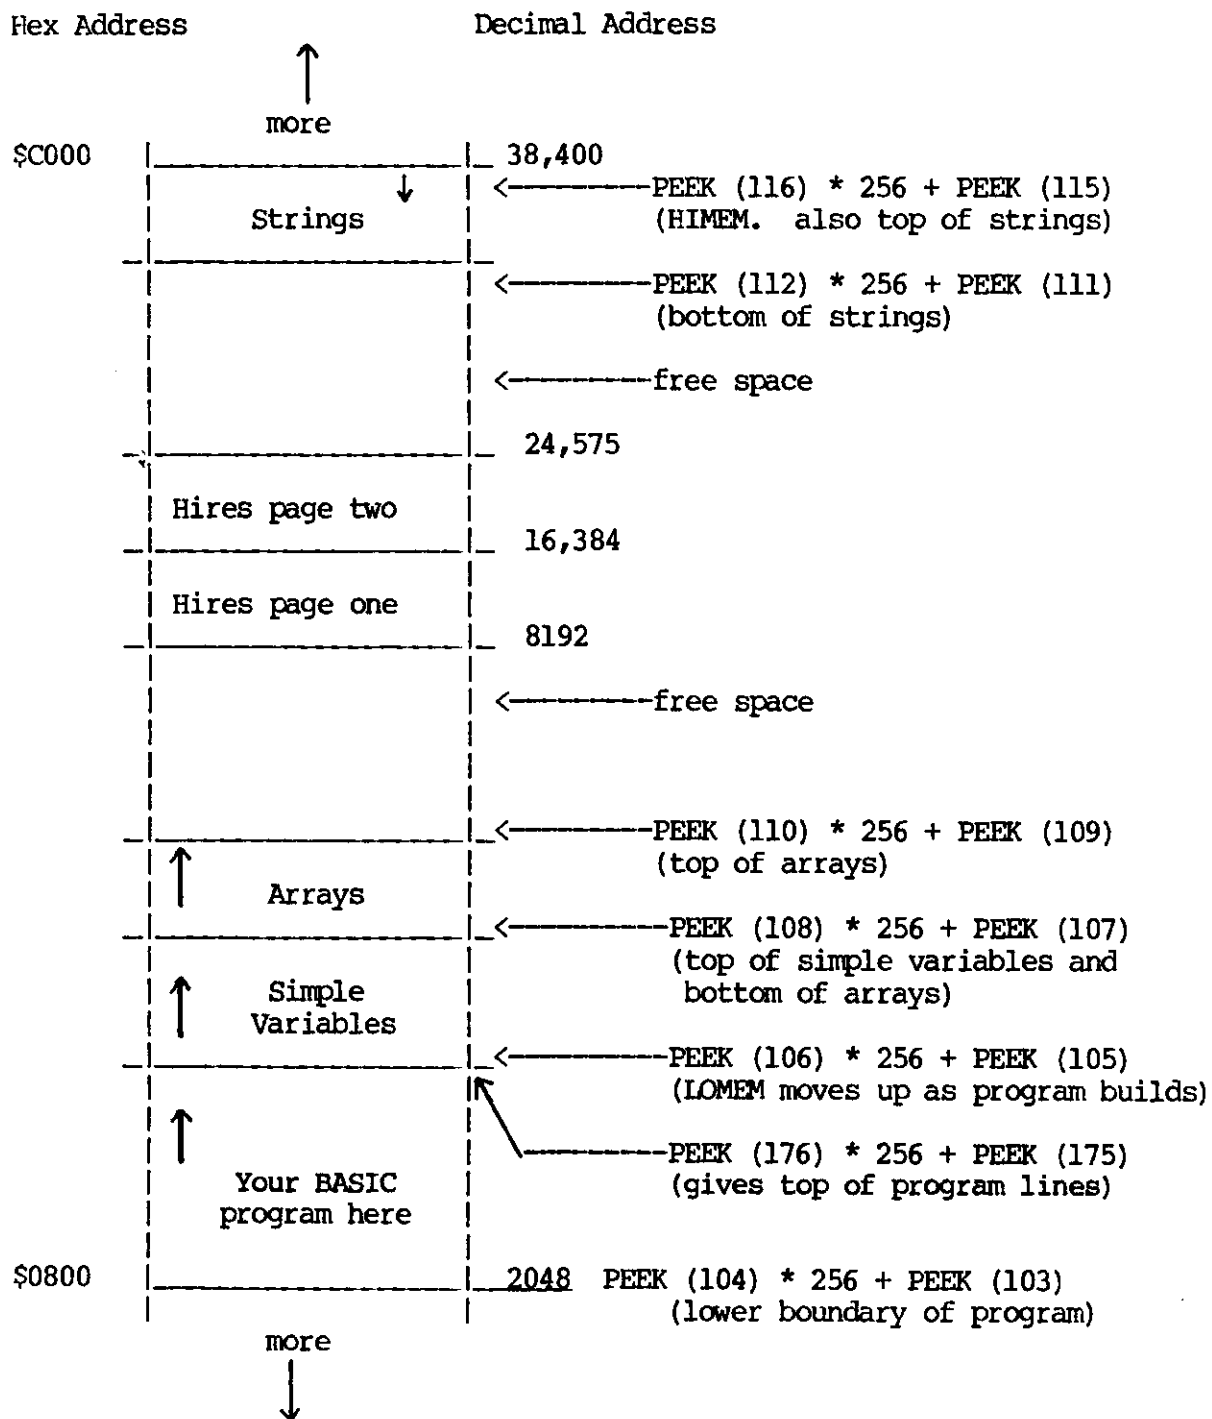 Hex Address Decimal Address
more
$C000 38,400
PEEK (116) * 256 + PEEK (115)
Strings (HIMEM. also top of strings)
PEEK (112) * 256 + PEEK (111)
(bottom of strings)
free space
24,575
Hires page two
16,384
Hires page one
8192
free space
PEEK (110) * 256 + PEEK (109)
(top of arrays)
Arrays
PEEK (108) * 256 + PEEK (107)
(top of simple variables and
Simple
bottom of arrays)
Variables
PEEK (106) * 256 + PEEK (105)
(LOMEM moves up as program builds)
PEEK (176) * 256 + PEEK (175)
Your BASIC (gives top of program lines)
program here
$0800 2048 PEEK (104) * 256 + PEEK (103)
(lower boundary of program)
more